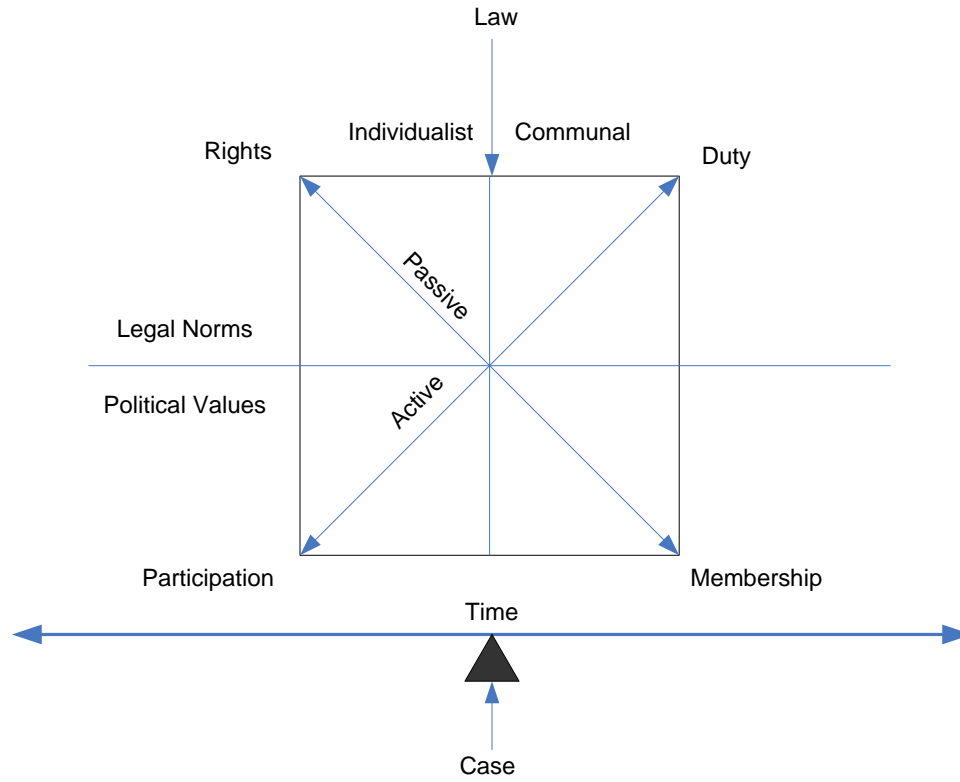 Law
Individualist Communal
Rights
Duty
Passive
Legal Norms
Political Values
Active
Participation
Membership
Time
Case